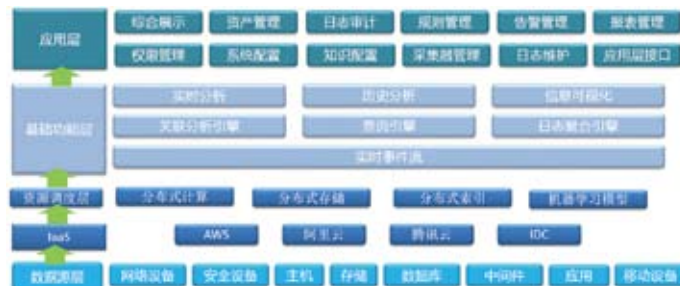 应用层
综合展示 资产管理 日志审计 规则管理 告警管理 报表管理
权限管理 系统配置 知识配置 采集器管理 日志维护 应用层接口
基础功能层
实时分析 历史分析 信息可视化
关联分析引擎 查询引擎 日志整合引擎
实时事件流
资源调度层 分布式计算 分布式存储 分布式索引 机器学习模型
IaaS AWS 阿里云 腾讯云 IDC
数据源层 网络设备 安全设备 主机 存储 数据库 中间件 应用 移动设备